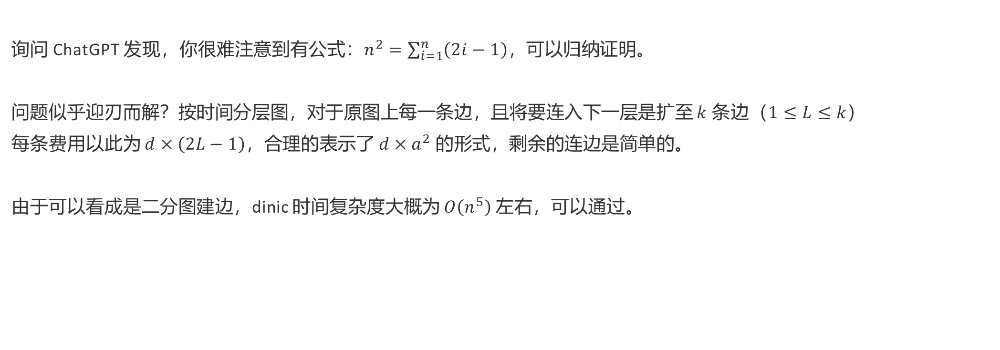 询问 ChatGPT 发现，你很难注意到有公式：$n^2 = \sum_{i=1}^{n}(2i-1)$，可以归纳证明。
问题似乎迎刃而解？按时间分层图，对于原图上每一条边，且将要连入下一层是扩至 $k$ 条边（$1 \leq L \leq k$）
每条费用以此为 $d \times (2L-1)$，合理的表示了 $d \times a^2$ 的形式，剩余的连边是简单的。
由于可以看成是二分图建边，dinic 时间复杂度大概为 $O(n^5)$ 左右，可以通过。